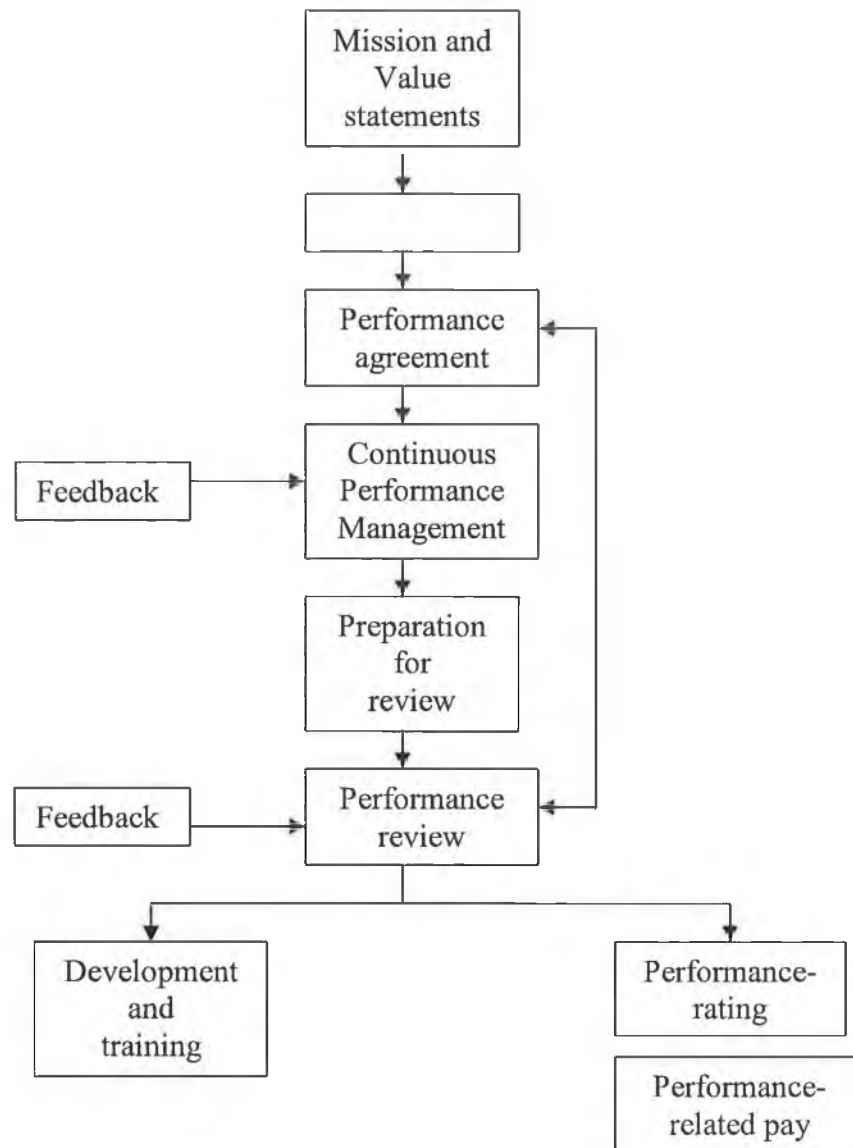 Mission and
Value
statements
Performance
agreement
Continuous
Performance
Management
Feedback
Preparation
for
review
Performance
review
Feedback
Development
and
training
Performance-
rating
Performance-
related pay